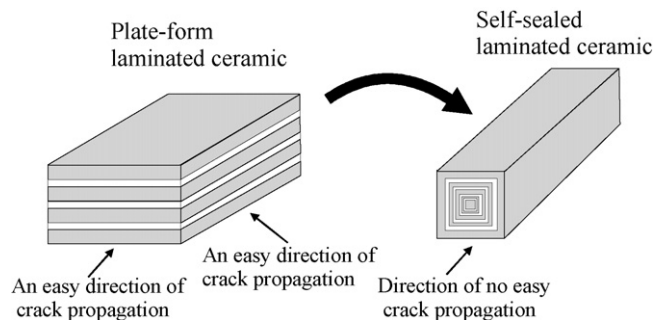 Plate-form
laminated ceramic
Self-sealed
laminated ceramic
An easy direction of
crack propagation
An easy direction of
crack propagation
Direction of no easy
crack propagation